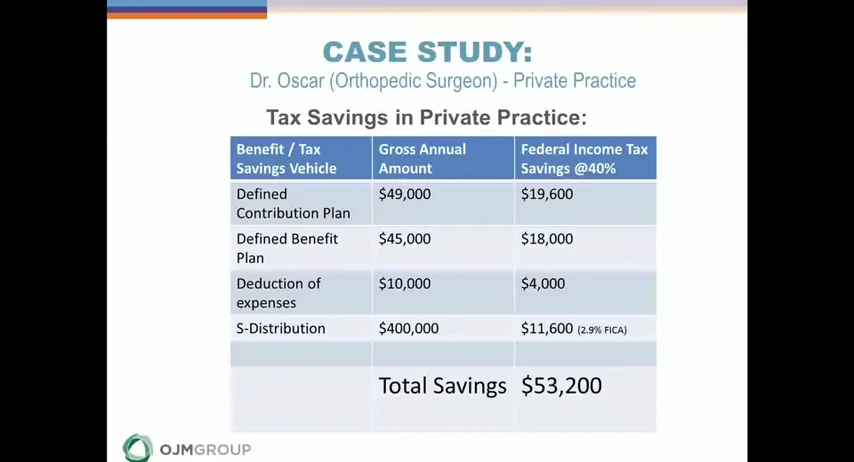 CASE STUDY:
Dr. Oscar (Orthopedic Surgeon) - Private Practice
Tax Savings in Private Practice:
Benefit / Tax Savings Vehicle Gross Annual Amount Federal Income Tax Savings @40%
Defined Contribution Plan $49,000 $19,600
Defined Benefit Plan $45,000 $18,000
Deduction of expenses $10,000 $4,000
S-Distribution $400,000 $11,600 (2.9% FICA)
Total Savings $53,200
OJMGROUP